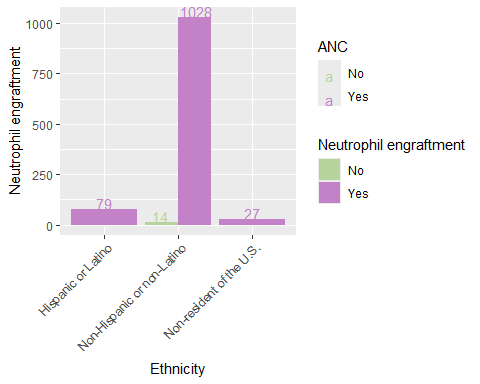 1028
1000
750
500
250
0
Neutrophil engraftment
79
14
27
Hispanic or Latino
Non-Hispanic or non-Latino
Non-resident of the U.S.
Ethnicity
ANC
a No
a Yes
Neutrophil engraftment
No
Yes